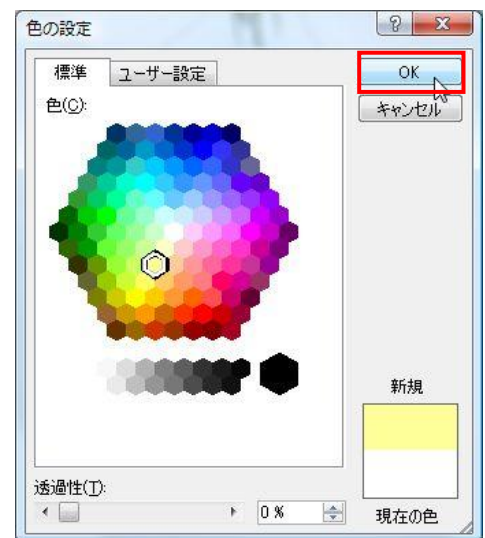 色の設定
標準 ユーザー設定
OK
キャンセル
色(C):
新規
透過性(T):
0 %
現在の色